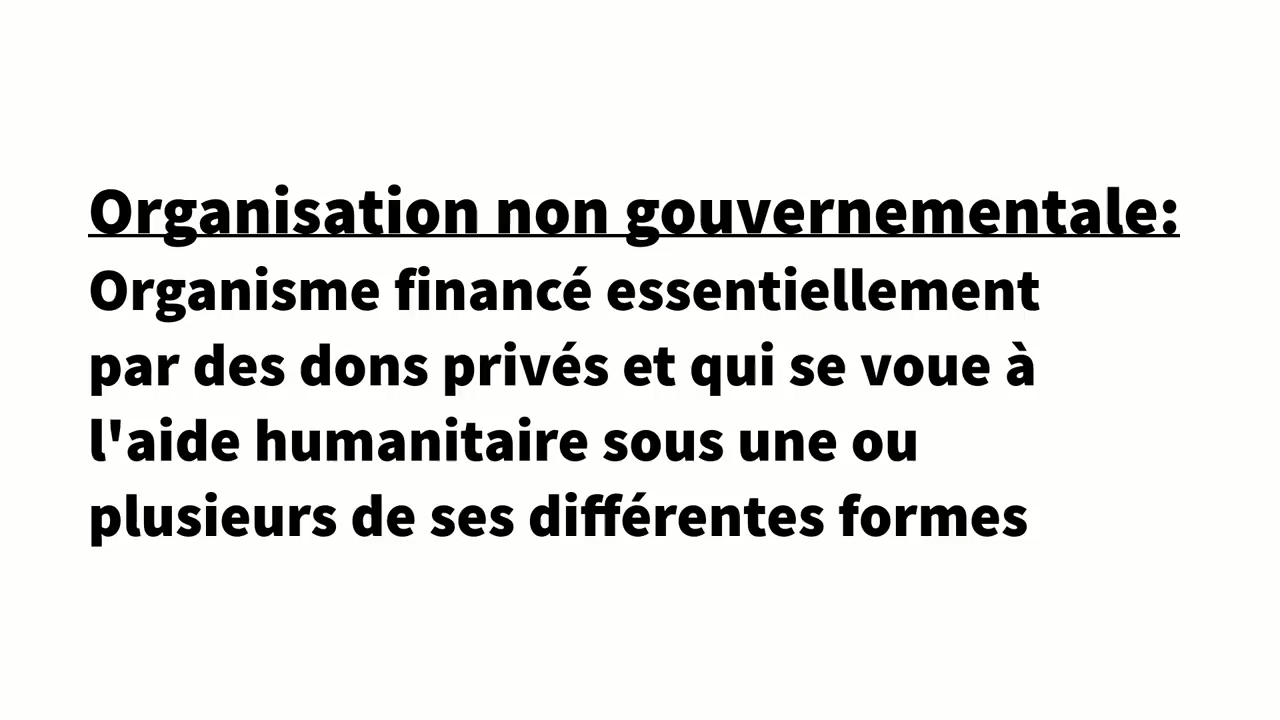 Organisation non gouvernementale:
Organisme financé essentiellement
par des dons privés et qui se voue à
l'aide humanitaire sous une ou
plusieurs de ses différentes formes